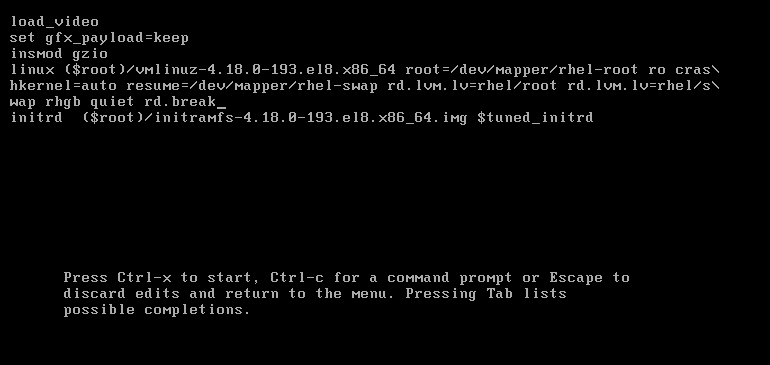 load_video
set gfx_payload=keep
insmod gzio
linux ($root)/vmlinuz-4.18.0-193.el8.x86_64 root=/dev/mapper/rhel-root ro cras\
hkernel=auto resume=/dev/mapper/rhel-swap rd.lvm.lv=rhel/root rd.lvm.lv=rhel/s\
wap rhgb quiet rd.break_
initrd  ($root)/initramfs-4.18.0-193.el8.x86_64.img $tuned_initrd
Press Ctrl-x to start, Ctrl-c for a command prompt or Escape to
discard edits and return to the menu. Pressing Tab lists
possible completions.